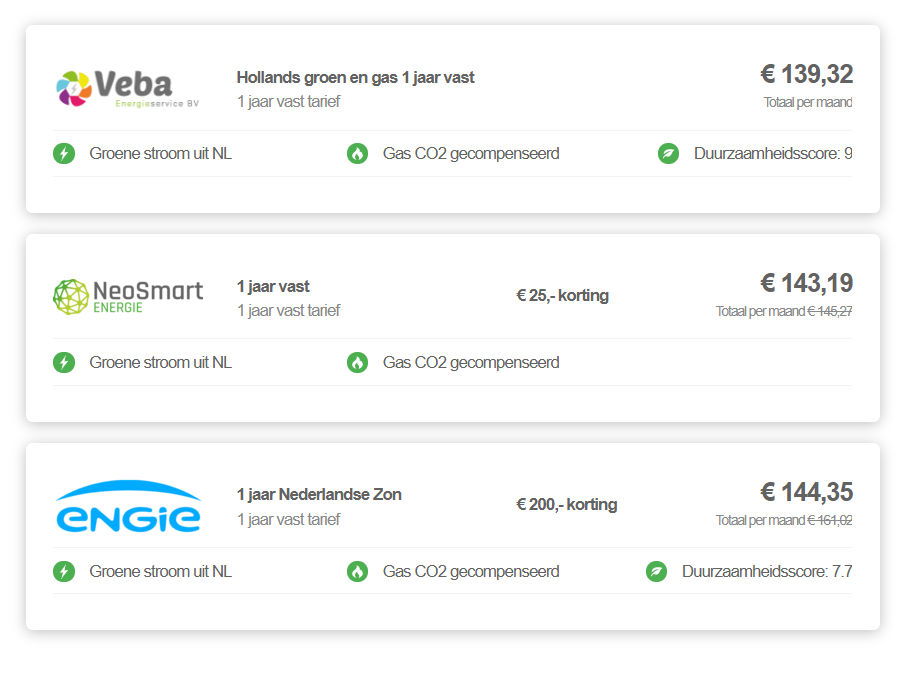 Veba
Energieservice BV
Hollands groen en gas 1 jaar vast
1 jaar vast tarief
€ 139,32
Totaal per maand
Groene stroom uit NL
Gas CO2 gecompenseerd
Duurzaamheidsscore: 9
NeoSmart
ENERGIE
1 jaar vast
1 jaar vast tarief
€ 25,- korting
€ 143,19
Totaal per maand € 145,27
Groene stroom uit NL
Gas CO2 gecompenseerd
ENGIE
1 jaar Nederlandse Zon
1 jaar vast tarief
€ 200,- korting
€ 144,35
Totaal per maand € 161,02
Groene stroom uit NL
Gas CO2 gecompenseerd
Duurzaamheidsscore: 7.7